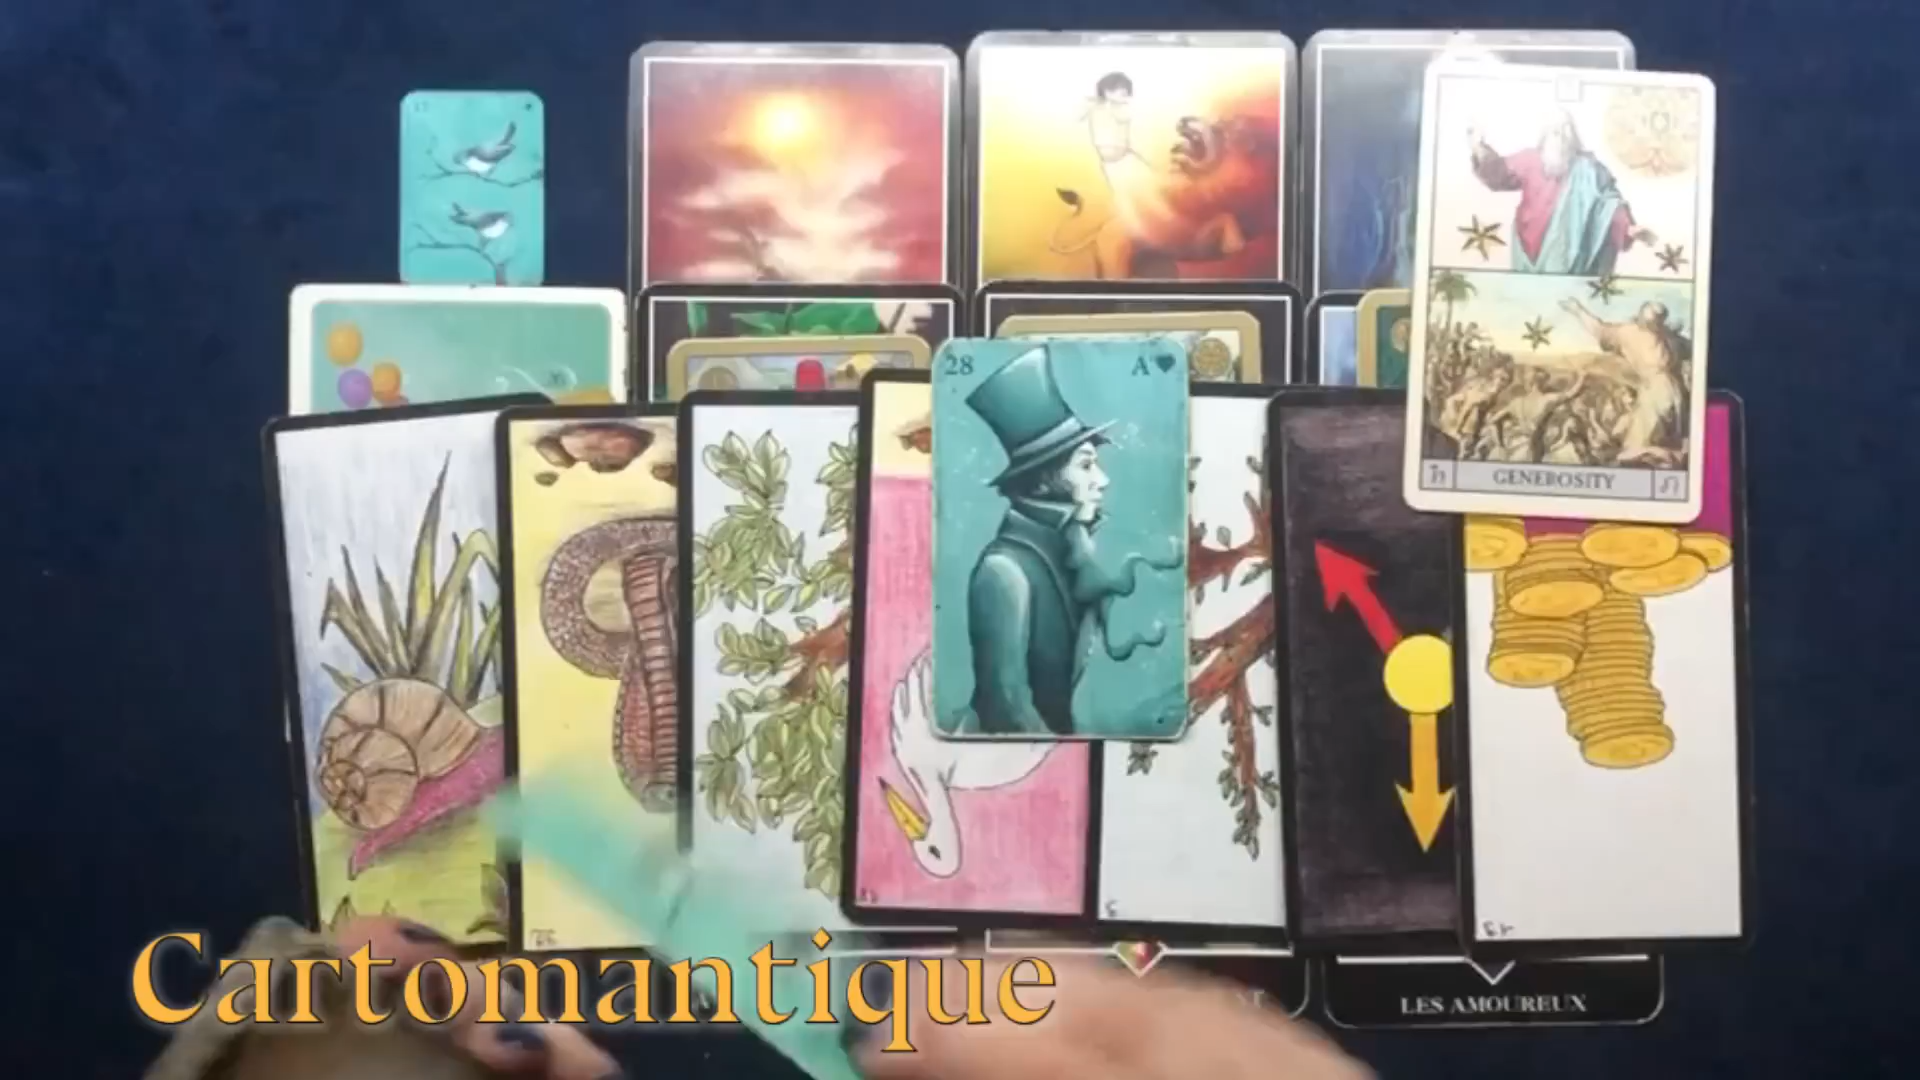 28
A
GENEROSITY
Cartomantique
LES AMOUREUX